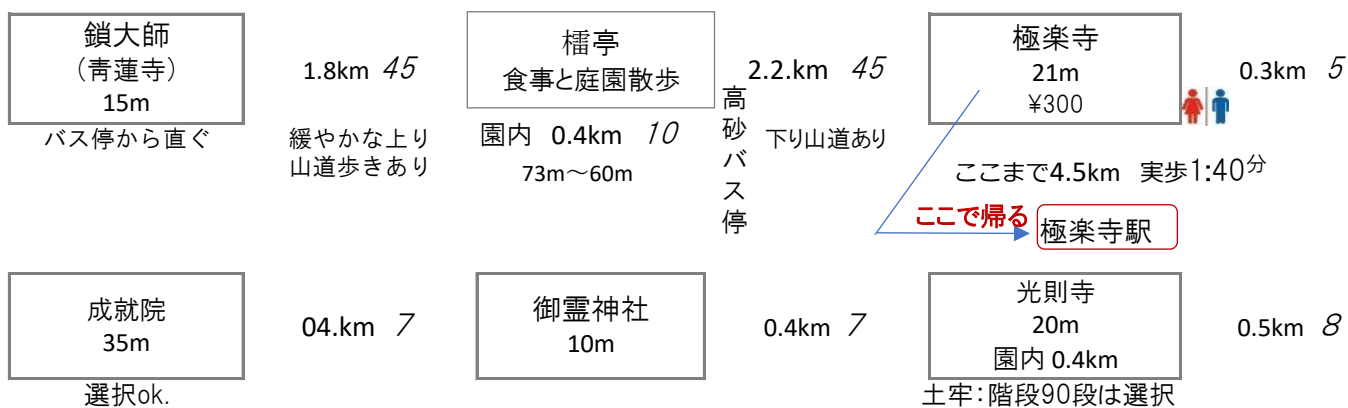 鎖大師
（青蓮寺）
15m
バス停から直ぐ
1.8km 45
緩やかな上り
山道歩きあり
檑亭
食事と庭園散歩
園内 0.4km 10
73m～60m
高砂バス停
2.2.km 45
下り山道あり
極楽寺
21m
¥300
0.3km 5
ここまで4.5km 実歩1:40分
ここで帰る
極楽寺駅
成就院
35m
選択ok.
04.km 7
御霊神社
10m
0.4km 7
光則寺
20m
園内 0.4km
土牢：階段90段は選択
0.5km 8